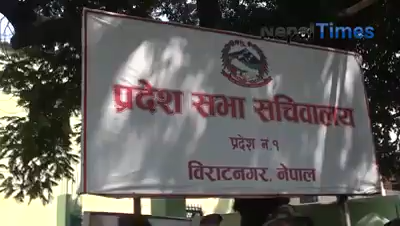 NepalTimes
प्रदेश सभा सचिवालय
प्रदेश नं.१
विराटनगर, नेपाल